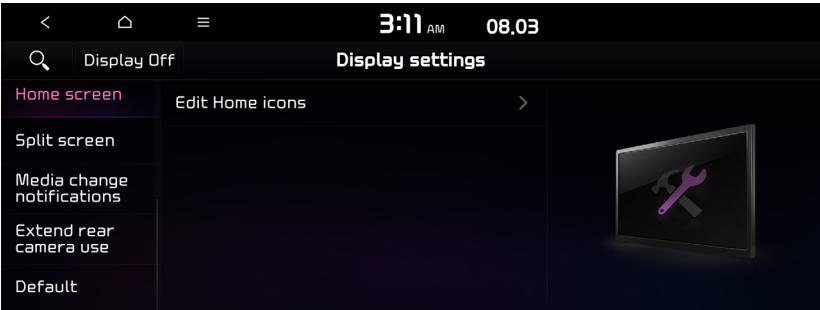 3:11 AM 08.03
Display Off
Display settings
Home screen
Edit Home icons
Split screen
Media change
notifications
Extend rear
camera use
Default